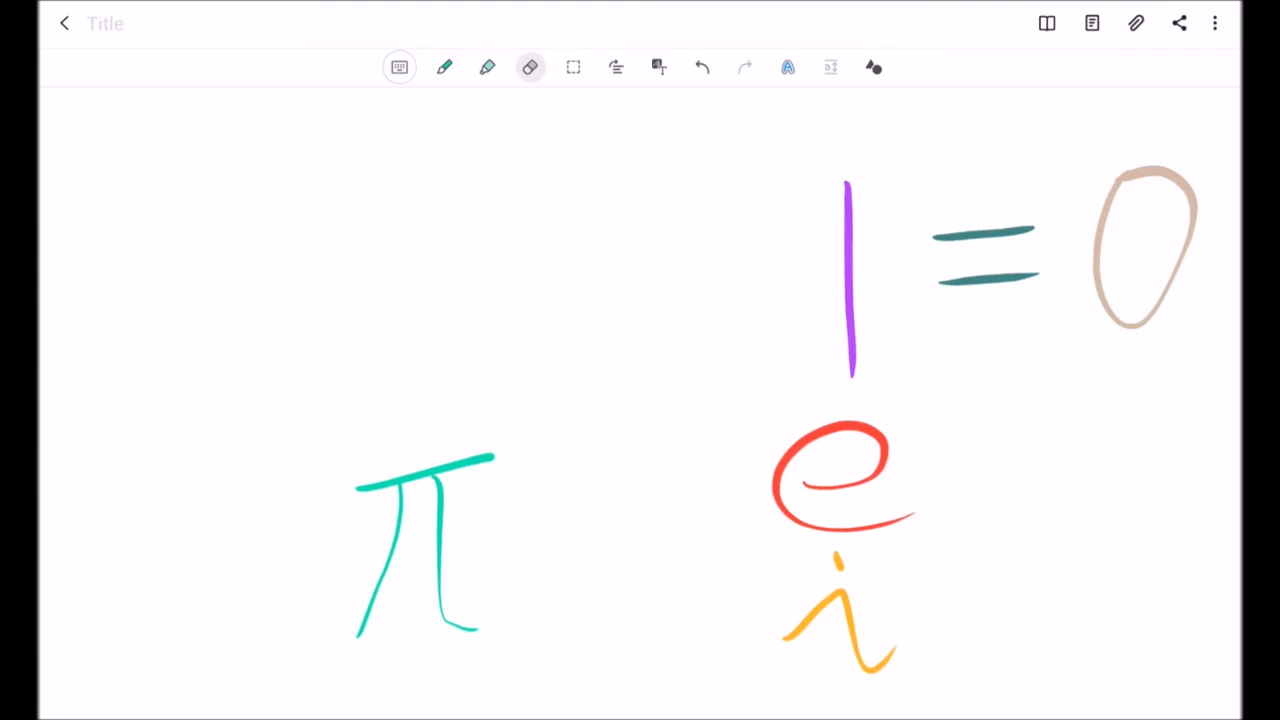 Title
1 = 0
π e
i